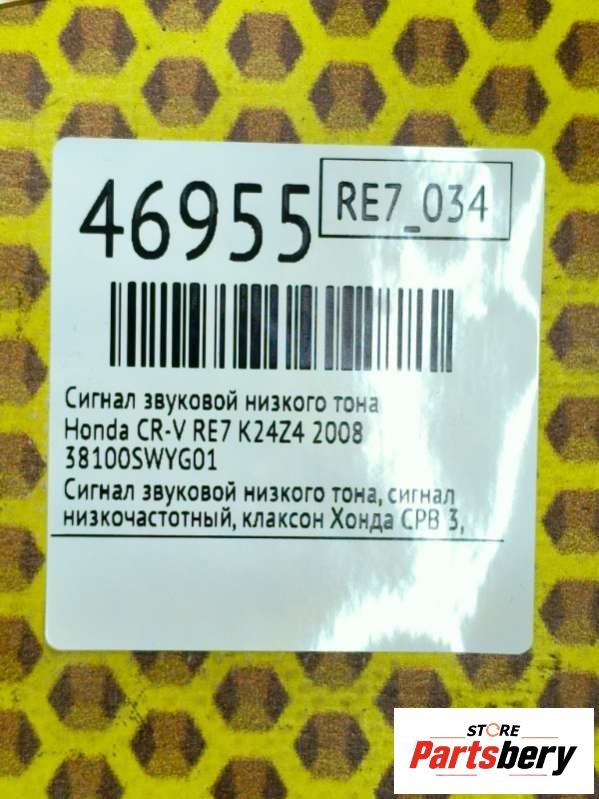 46955
RE7_034
Сигнал звуковой низкого тона
Honda CR-V RE7 K24Z4 2008
38100SWYG01
Сигнал звуковой низкого тона, сигнал
низкочастотный, клаксон Хонда СРВ 3,
STORE
Partsbery